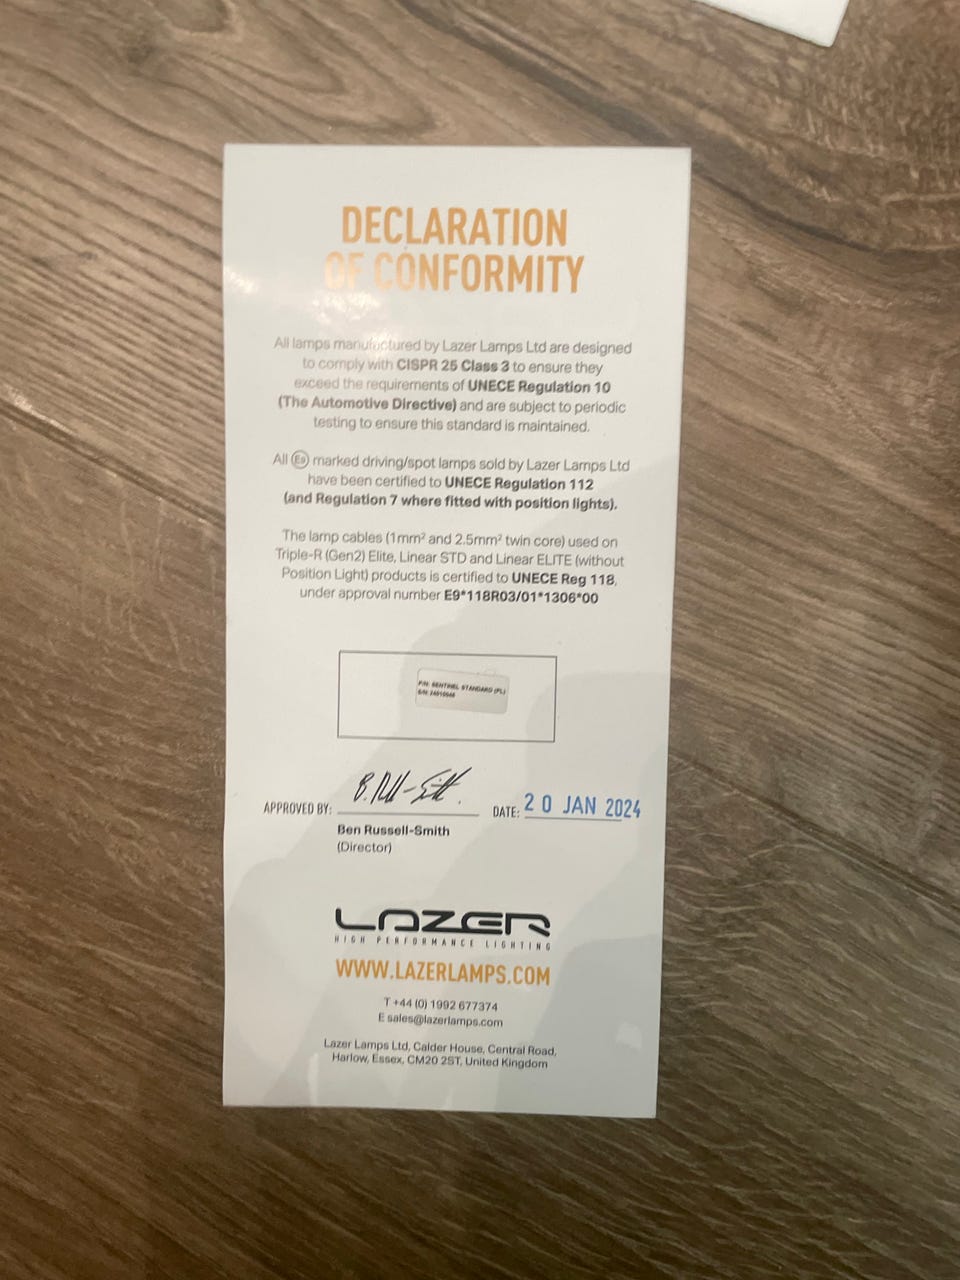 DECLARATION
OF CONFORMITY
All lamps manufactured by Lazer Lamps Ltd are designed
to comply with CISPR 25 Class 3 to ensure they
exceed the requirements of UNECE Regulation 10
(The Automotive Directive) and are subject to periodic
testing to ensure this standard is maintained.
All E9 marked driving/spot lamps sold by Lazer Lamps Ltd
have been certified to UNECE Regulation 112
(and Regulation 7 where fitted with position lights).
The lamp cables (1mm² and 2.5mm² twin core) used on
Triple-R (Gen2) Elite, Linear STD and Linear ELITE (without
Position Light) products is certified to UNECE Reg 118,
under approval number E9*118R03/01*1306*00
P/N: SENTINEL STANDARD (PL)
S/N:
B. Russell-Smith
APPROVED BY:
DATE: 20 JAN 2024
Ben Russell-Smith
(Director)
LAZER
HIGH PERFORMANCE LIGHTING
WWW.LAZERLAMPS.COM
T +44 (0) 1992 677374
E sales@lazerlamps.com
Lazer Lamps Ltd, Calder House, Central Road,
Harlow, Essex, CM20 2ST, United Kingdom